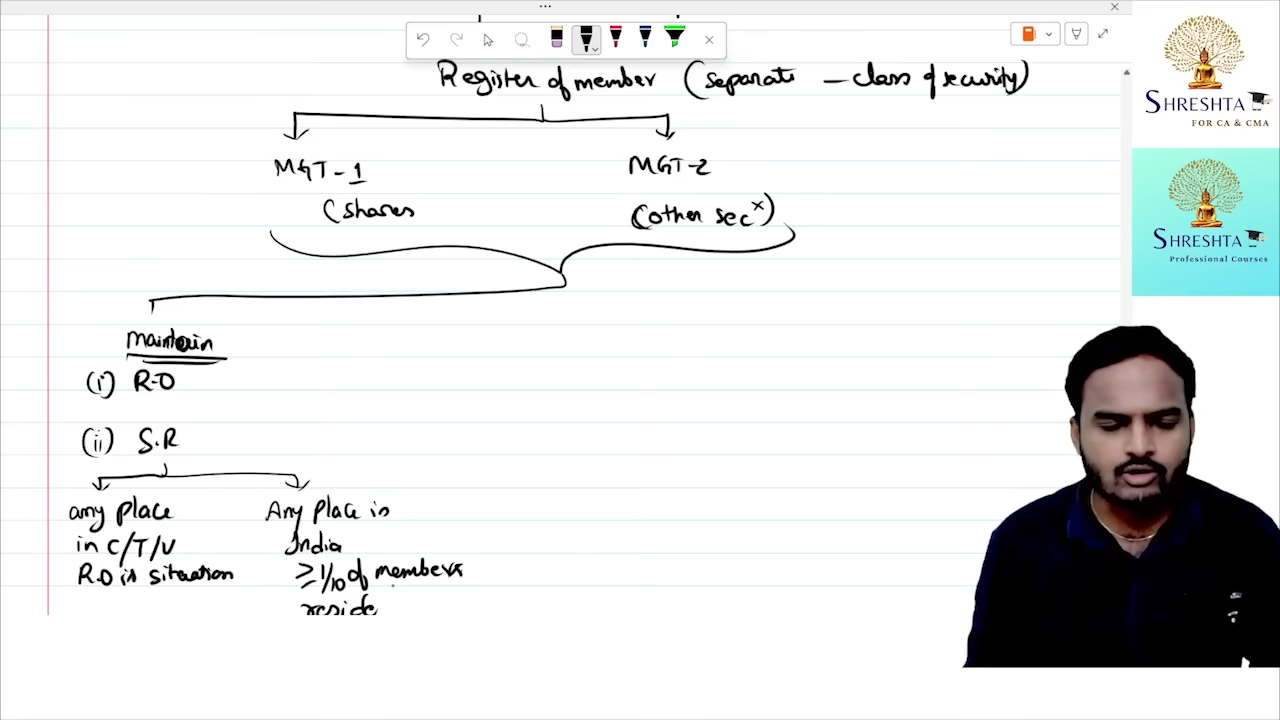 Register of member (separate – class of security)
MGT-1
MGT-2
(shares
(other sec^x)
maintain
(i) R.O
(ii) S.R
any place
in C/T/V
R.O is situation
Any place in
India
≥ 1/10 of members
reside
SHRESHTA
FOR CA & CMA
SHRESHTA
Professional Courses